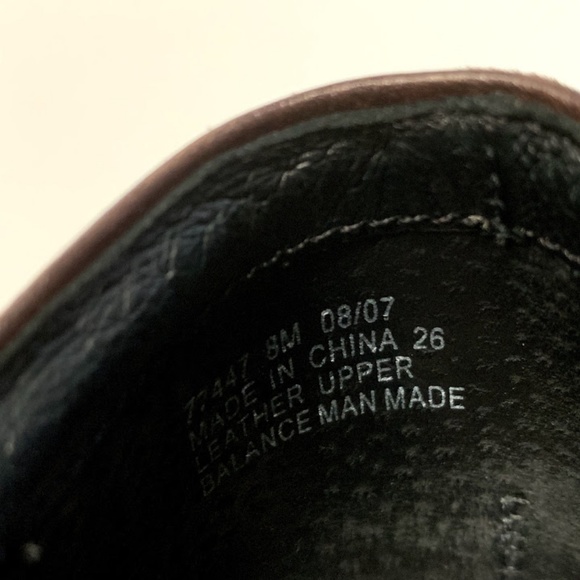 77447 8M 08/07
MADE IN CHINA 26
LEATHER UPPER
BALANCE MAN MADE